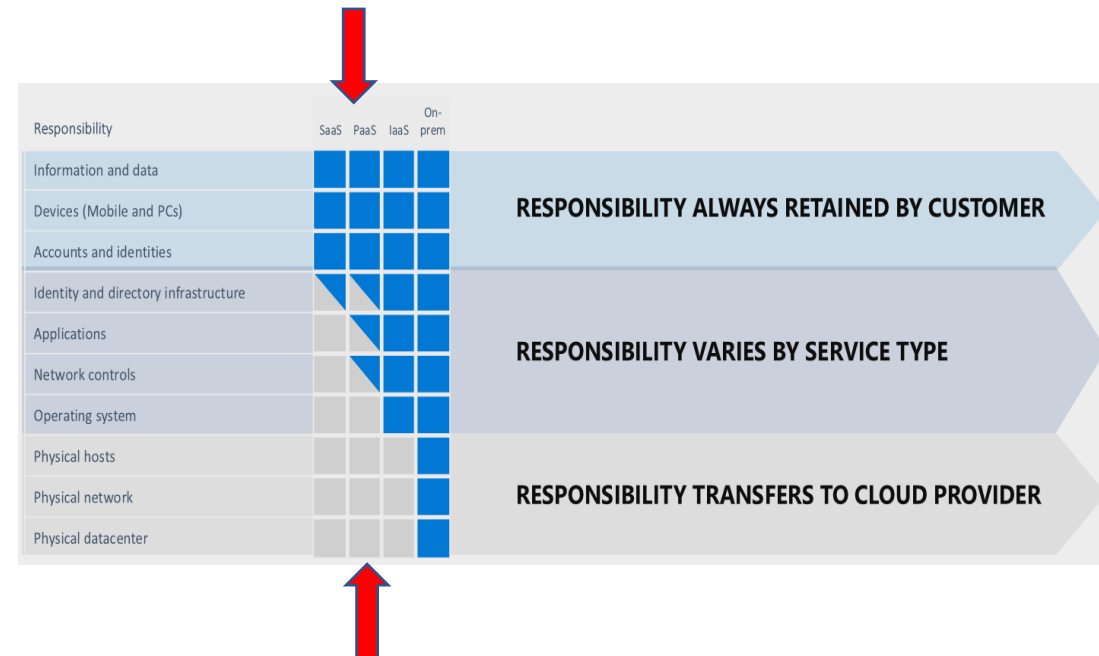 Responsibility SaaS PaaS IaaS On-
prem
Information and data
Devices (Mobile and PCs)
RESPONSIBILITY ALWAYS RETAINED BY CUSTOMER
Accounts and identities
Identity and directory infrastructure
Applications
RESPONSIBILITY VARIES BY SERVICE TYPE
Network controls
Operating system
Physical hosts
Physical network
RESPONSIBILITY TRANSFERS TO CLOUD PROVIDER
Physical datacenter